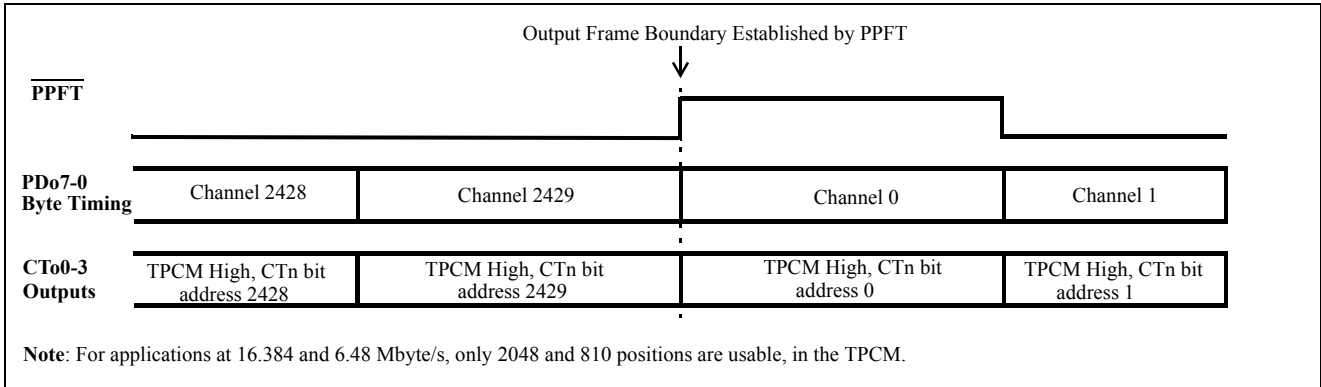 Output Frame Boundary Established by PPFT
PPFT
PDo7-0
Byte Timing
Channel 2428
Channel 2429
Channel 0
Channel 1
CTo0-3
Outputs
TPCM High, CTn bit
address 2428
TPCM High, CTn bit
address 2429
TPCM High, CTn bit
address 0
TPCM High, CTn bit
address 1
Note: For applications at 16.384 and 6.48 Mbyte/s, only 2048 and 810 positions are usable, in the TPCM.